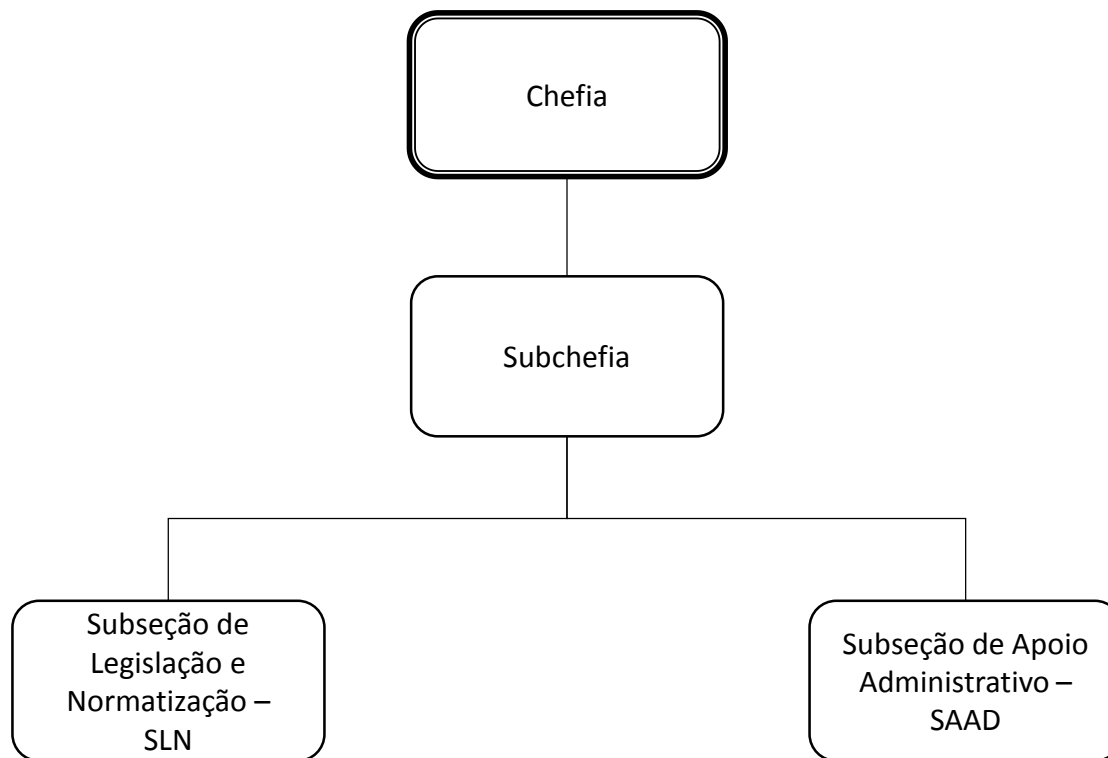 Chefia
Subchefia
Subseção de
Legislação e
Normatização –
SLN
Subseção de Apoio
Administrativo –
SAAD